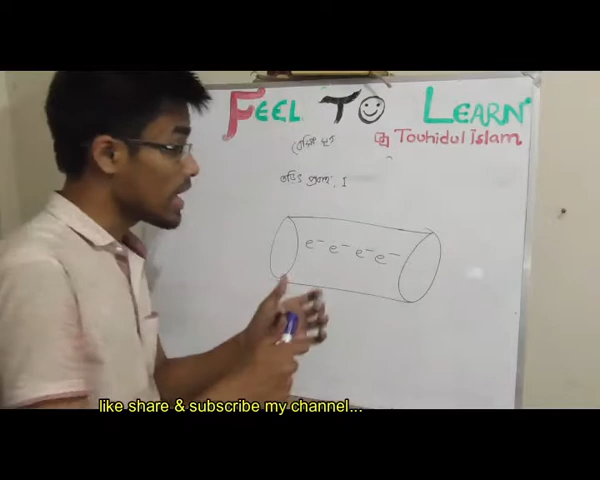 FEEL TO LEARN
Touhidul Islam
তড়িৎ প্রবাহ, I
e⁻ e⁻ e⁻ e⁻
like share & subscribe my channel...